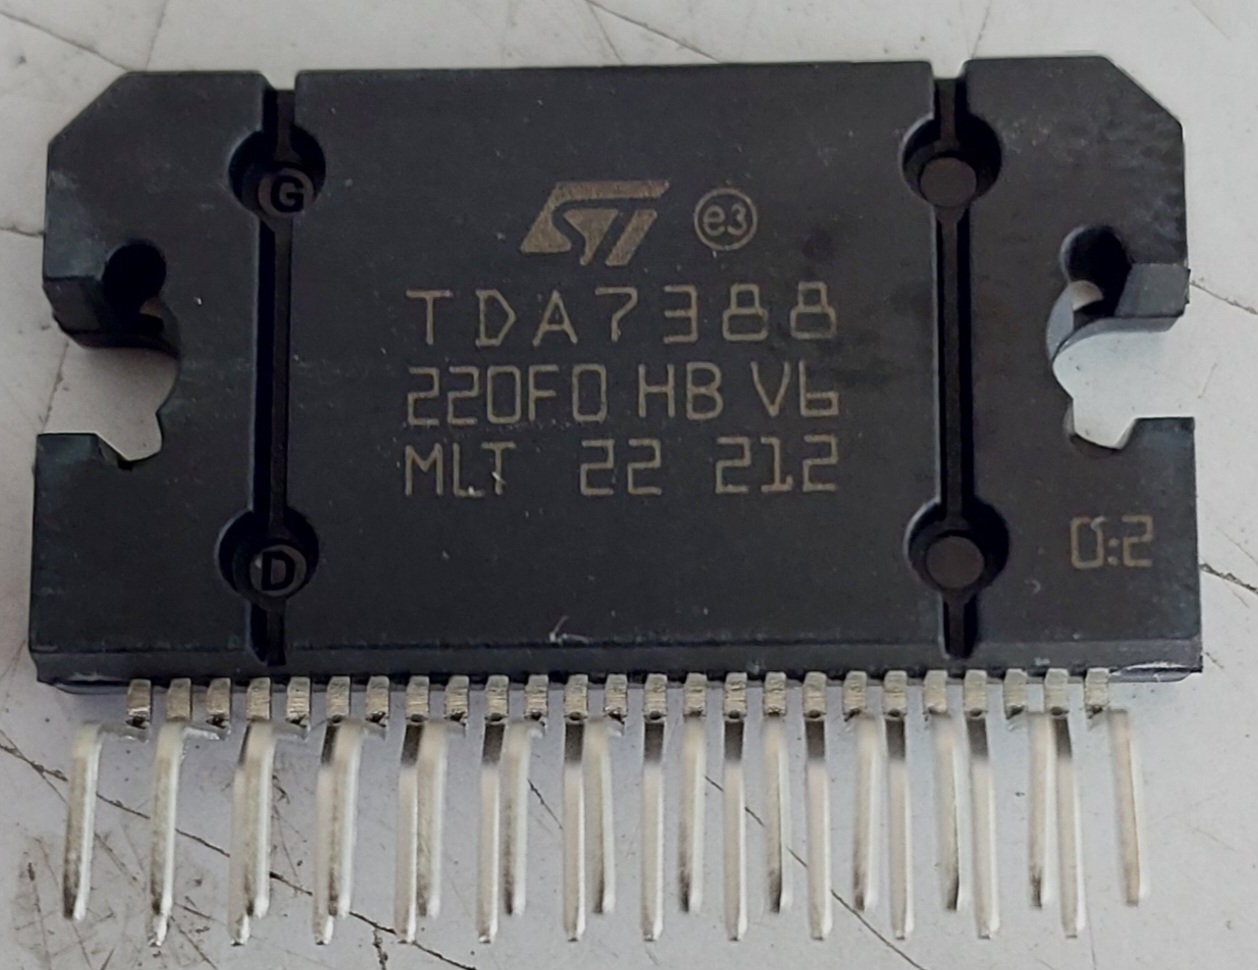 G
ST e3
TDA7388
220F0 HB V6
MLT 22 212
D
0:2